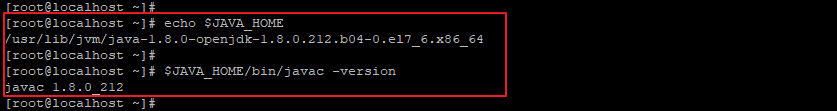 [root@localhost ~]#
[root@localhost ~]# echo $JAVA_HOME
/usr/lib/jvm/java-1.8.0-openjdk-1.8.0.212.b04-0.el7_6.x86_64
[root@localhost ~]#
[root@localhost ~]# $JAVA_HOME/bin/javac -version
javac 1.8.0_212
[root@localhost ~]#